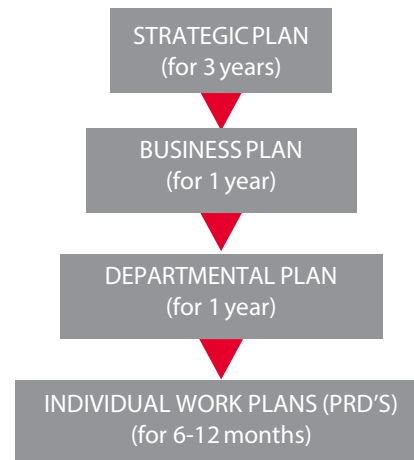 STRATEGIC PLAN
(for 3 years)
BUSINESS PLAN
(for 1 year)
DEPARTMENTAL PLAN
(for 1 year)
INDIVIDUAL WORK PLANS (PRD'S)
(for 6-12 months)